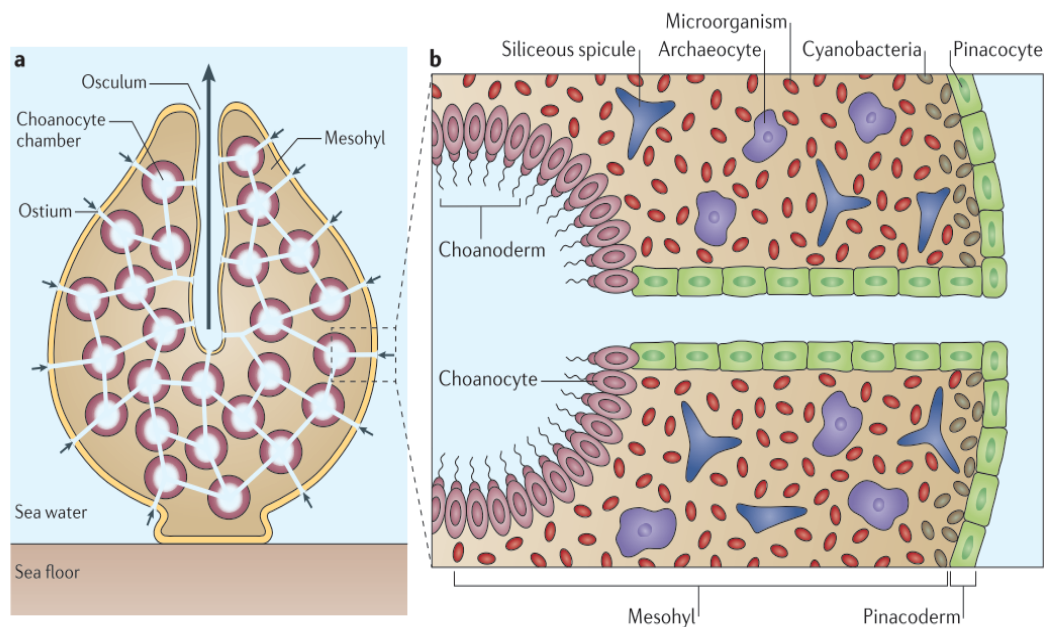 a
Osculum
Choanocyte
chamber
Mesohyl
Ostium
Sea water
Sea floor
b
Microorganism
Siliceous spicule
Archaeocyte
Cyanobacteria
Pinacocyte
Choanoderm
Choanocyte
Mesohyl
Pinacoderm